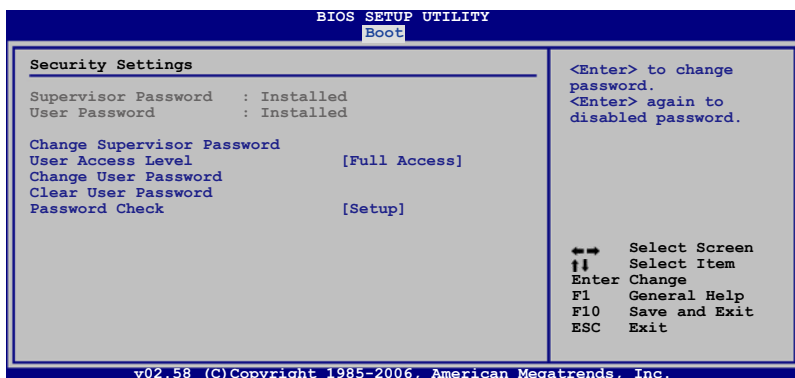 BIOS SETUP UTILITY
Boot
Security Settings
Supervisor Password : Installed
User Password : Installed
Change Supervisor Password
User Access Level [Full Access]
Change User Password
Clear User Password
Password Check [Setup]
<Enter> to change
password.
<Enter> again to
disabled password.
←→ Select Screen
↑↓ Select Item
Enter Change
F1 General Help
F10 Save and Exit
ESC Exit
v02.58 (C)Copyright 1985-2006, American Megatrends, Inc.